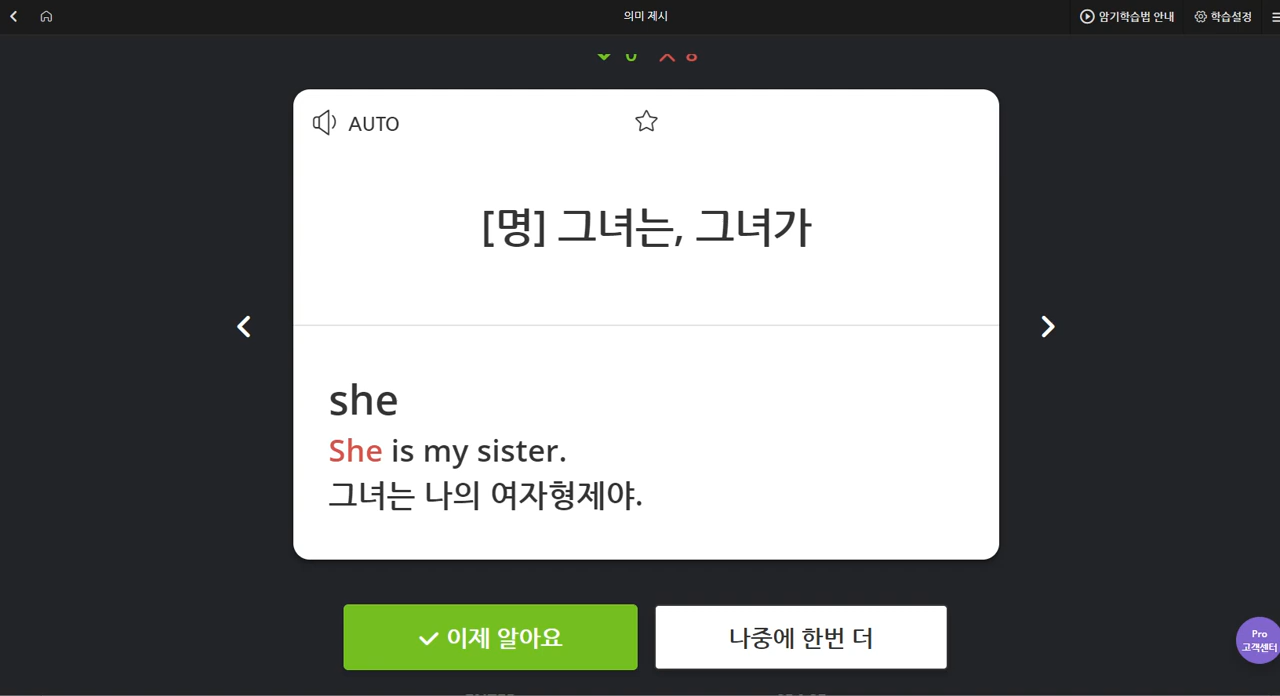 의미 제시
암기학습법 안내
학습설정
AUTO
[명] 그녀는, 그녀가
she
She is my sister.
그녀는 나의 여자형제야.
이제 알아요
나중에 한번 더
Pro
고객센터